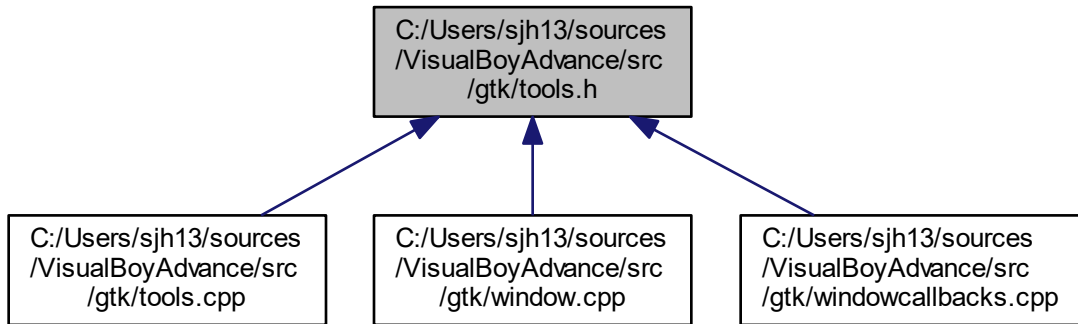 C:/Users/sjh13/sources
/VisualBoyAdvance/src
/gtk/tools.h
C:/Users/sjh13/sources
/VisualBoyAdvance/src
/gtk/tools.cpp
C:/Users/sjh13/sources
/VisualBoyAdvance/src
/gtk/window.cpp
C:/Users/sjh13/sources
/VisualBoyAdvance/src
/gtk/windowcallbacks.cpp